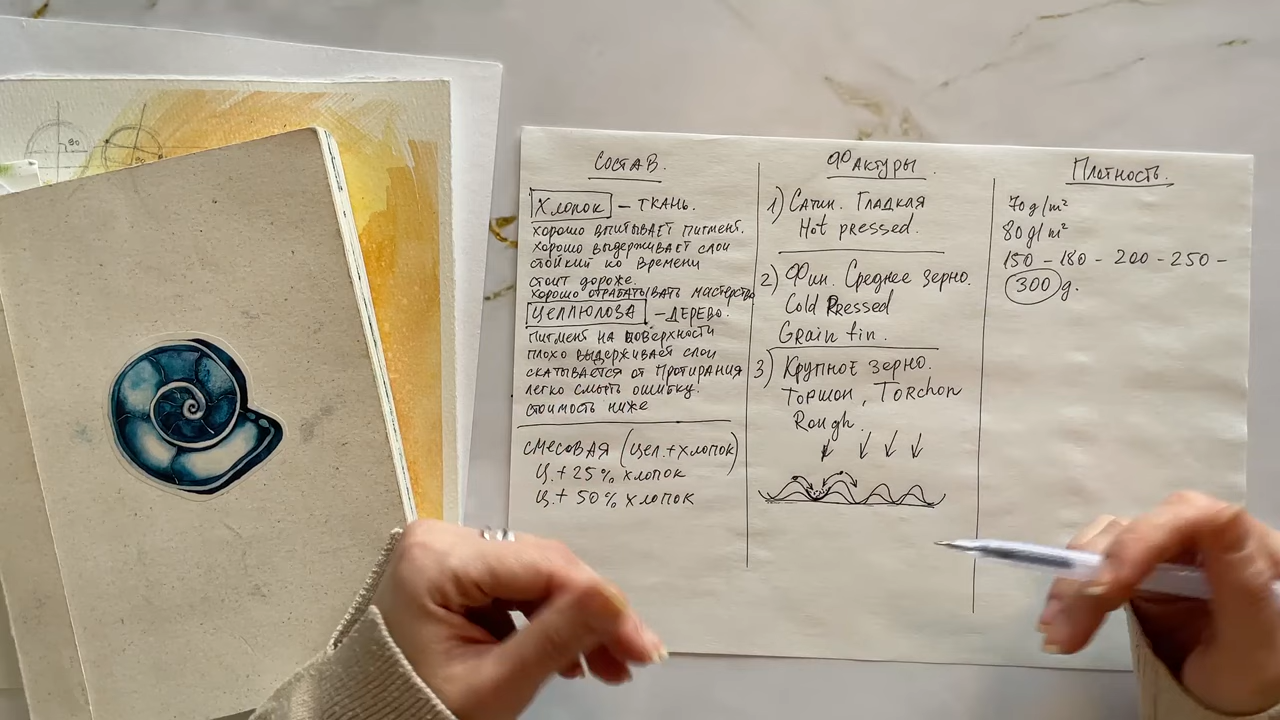 Состав.
Хлопок – ткань.
хорошо впитывает пигмент.
хорошо выдерживает слои
стойкий ко времени
стоит дороже.
хорошо отрабатывать мастерство
Целлюлоза – дерево.
пигмент на поверхности
плохо выдерживает слои
скатывается от протирания
легко смыть ошибку.
стоимость ниже
смесовая (цел.+хлопок)
Ц.+ 25% хлопок
Ц.+ 50% хлопок
Фактуры.
1) Сатин. Гладкая
Hot pressed.
2) Фин. Среднее зерно.
Cold Pressed
Grain fin.
3) Крупное зерно.
Торшон, Torchon
Rough.
Плотность.
70 g/m²
80 g/m²
150 – 180 – 200 – 250 –
300 g.
80